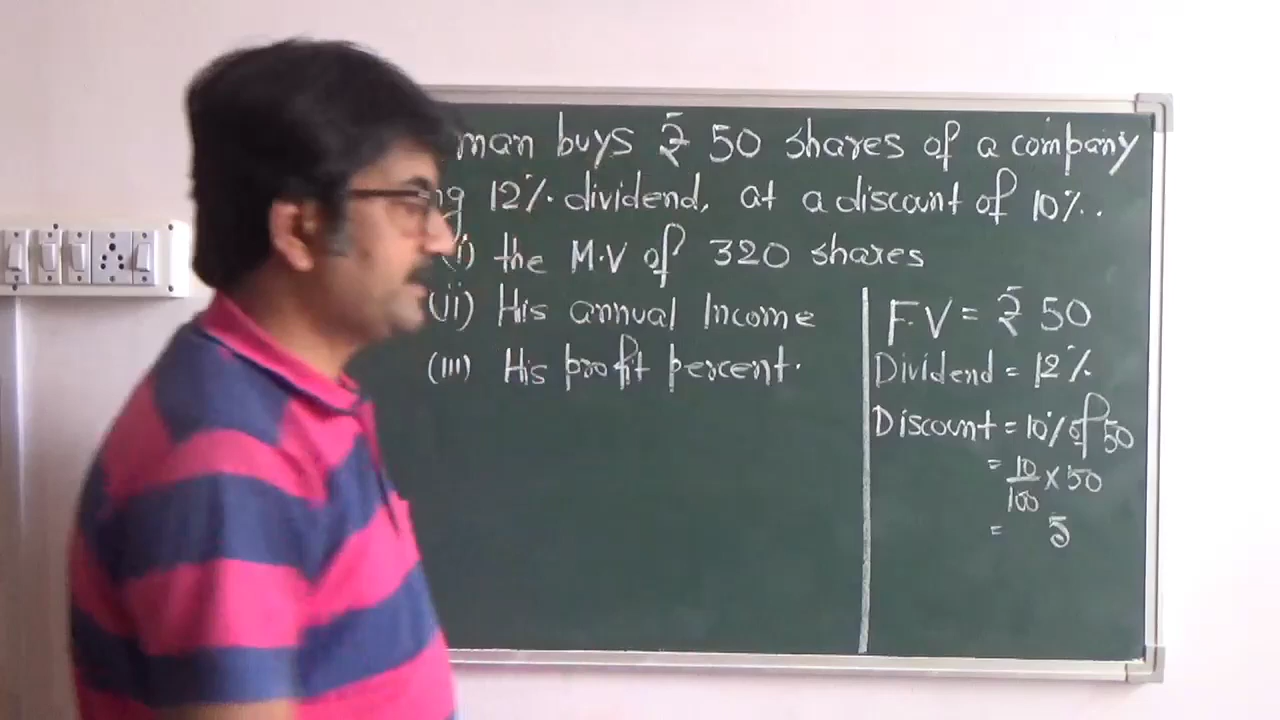 man buys ₹ 50 shares of a company
ng 12% dividend, at a discount of 10%.
(i) the M.V of 320 shares
(ii) His annual Income
(iii) His profit percent.
F.V = ₹ 50
Dividend = 12%
Discount = 10% of 50
= 10/100 × 50
= 5